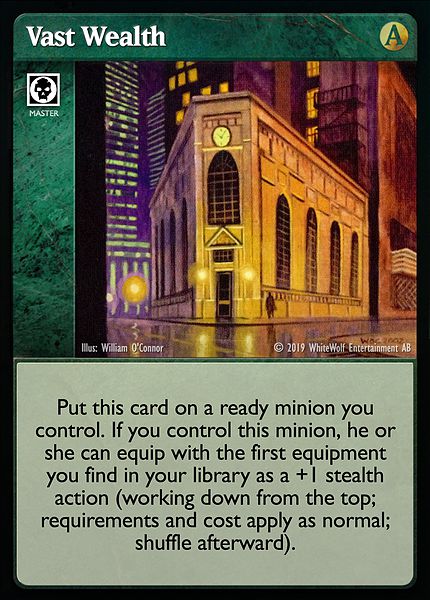 Vast Wealth
A
MASTER
Illus: William O'Connor
© 2019 WhiteWolf Entertainment AB
Put this card on a ready minion you
control. If you control this minion, he or
she can equip with the first equipment
you find in your library as a +1 stealth
action (working down from the top;
requirements and cost apply as normal;
shuffle afterward).